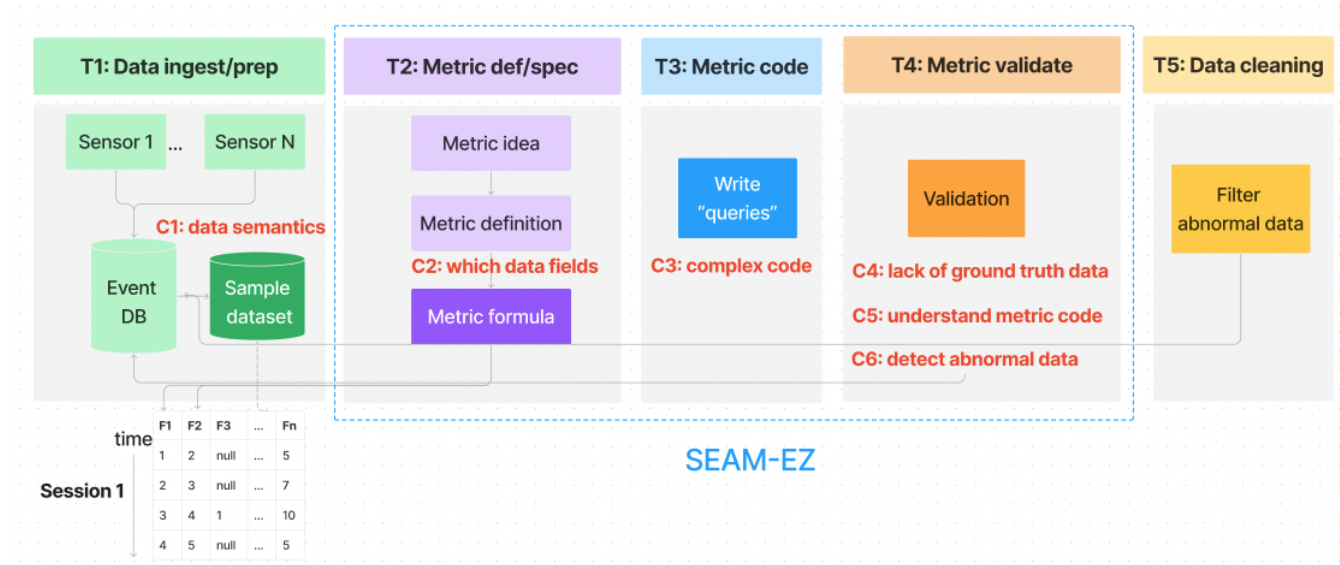 T1: Data ingest/prep
T2: Metric def/spec
T3: Metric code
T4: Metric validate
T5: Data cleaning
Sensor 1
...
Sensor N
C1: data semantics
Event
DB
Sample
dataset
Metric idea
Metric definition
C2: which data fields
Metric formula
Write
“queries”
C3: complex code
Validation
C4: lack of ground truth data
C5: understand metric code
C6: detect abnormal data
Filter
abnormal data
SEAM-EZ
time
Session 1
F1 F2 F3 ... Fn
1 2 null ... 5
2 3 null ... 7
3 4 1 ... 10
4 5 null ... 5